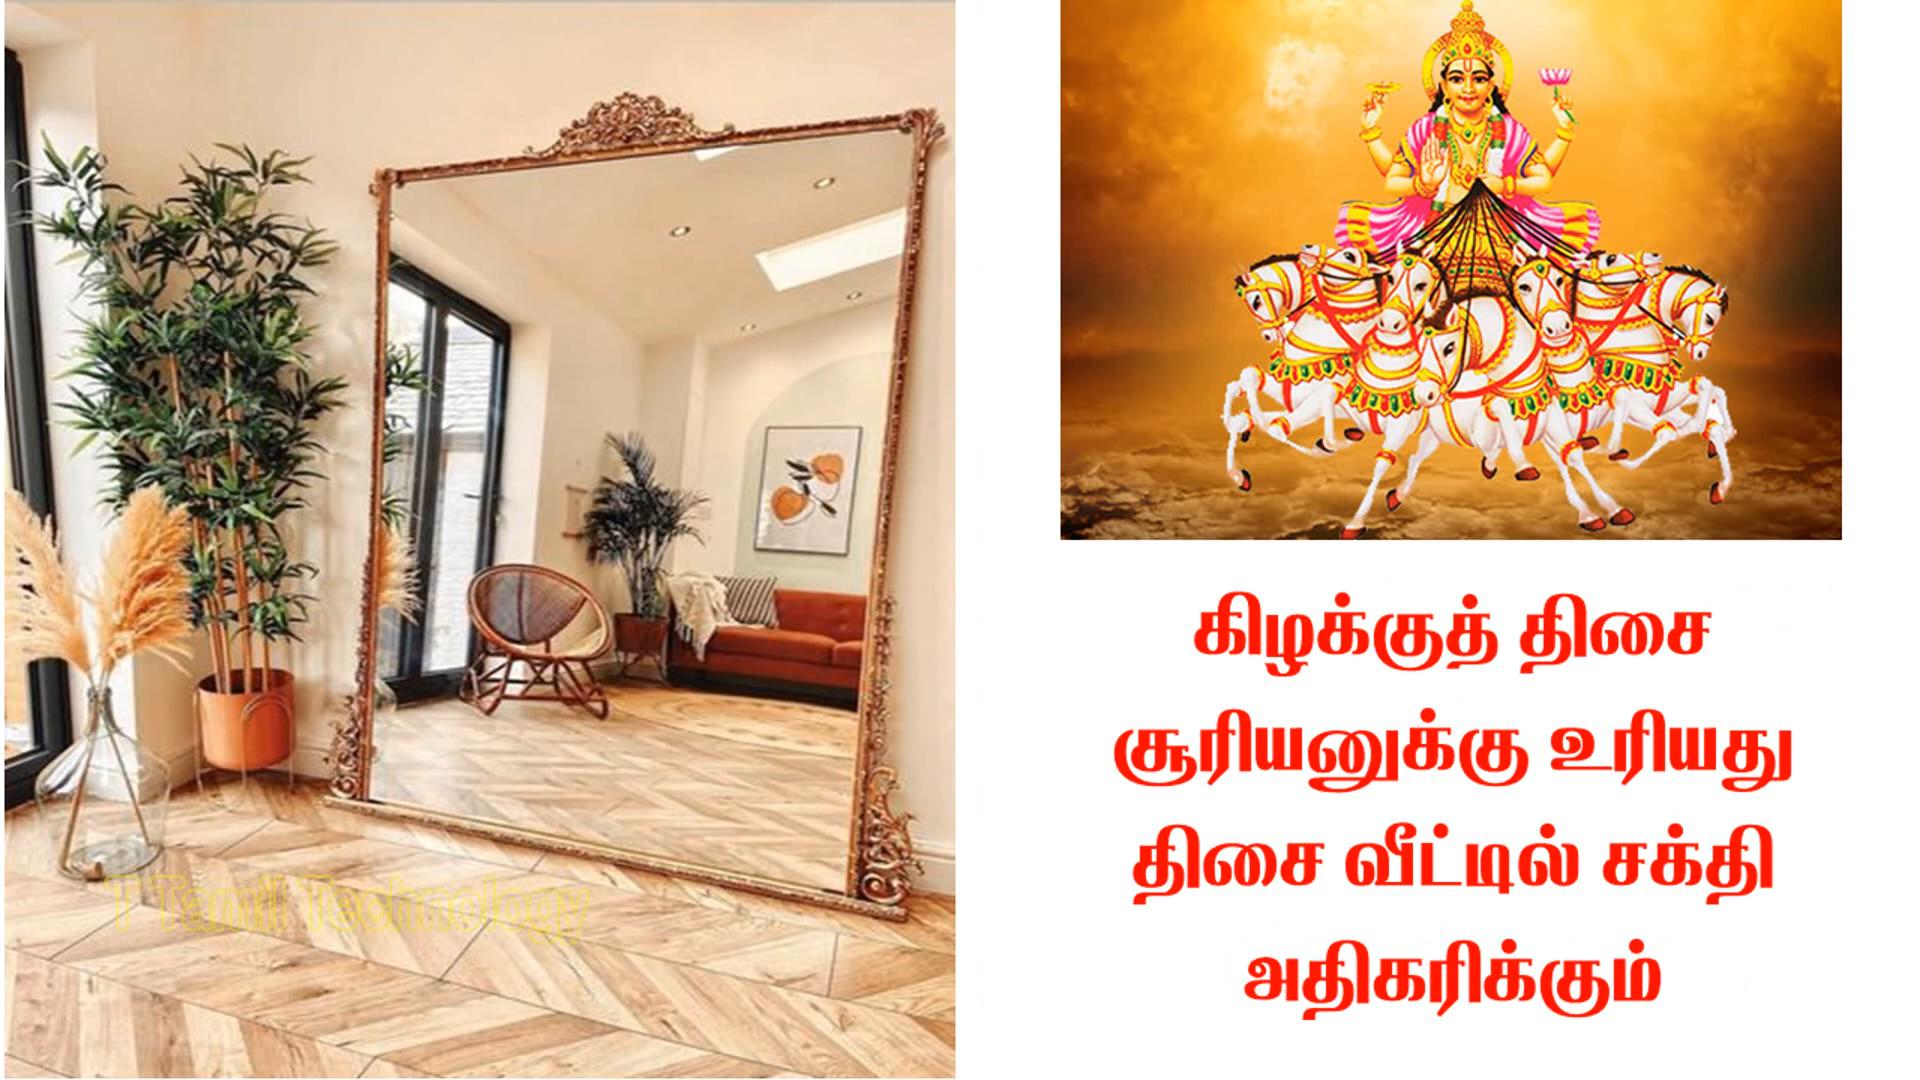 கிழக்குத் திசை
சூரியனுக்கு உரியது
திசை வீட்டில் சக்தி
அதிகரிக்கும்
T Tamil Technology